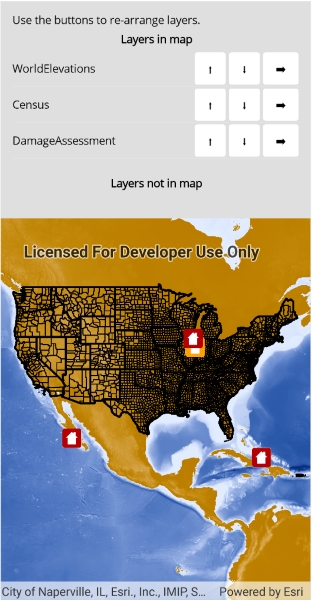 Use the buttons to re-arrange layers.
Layers in map
WorldElevations
Census
DamageAssessment
Layers not in map
Licensed For Developer Use Only
City of Naperville, IL, Esri., Inc., IMIP, S... Powered by Esri